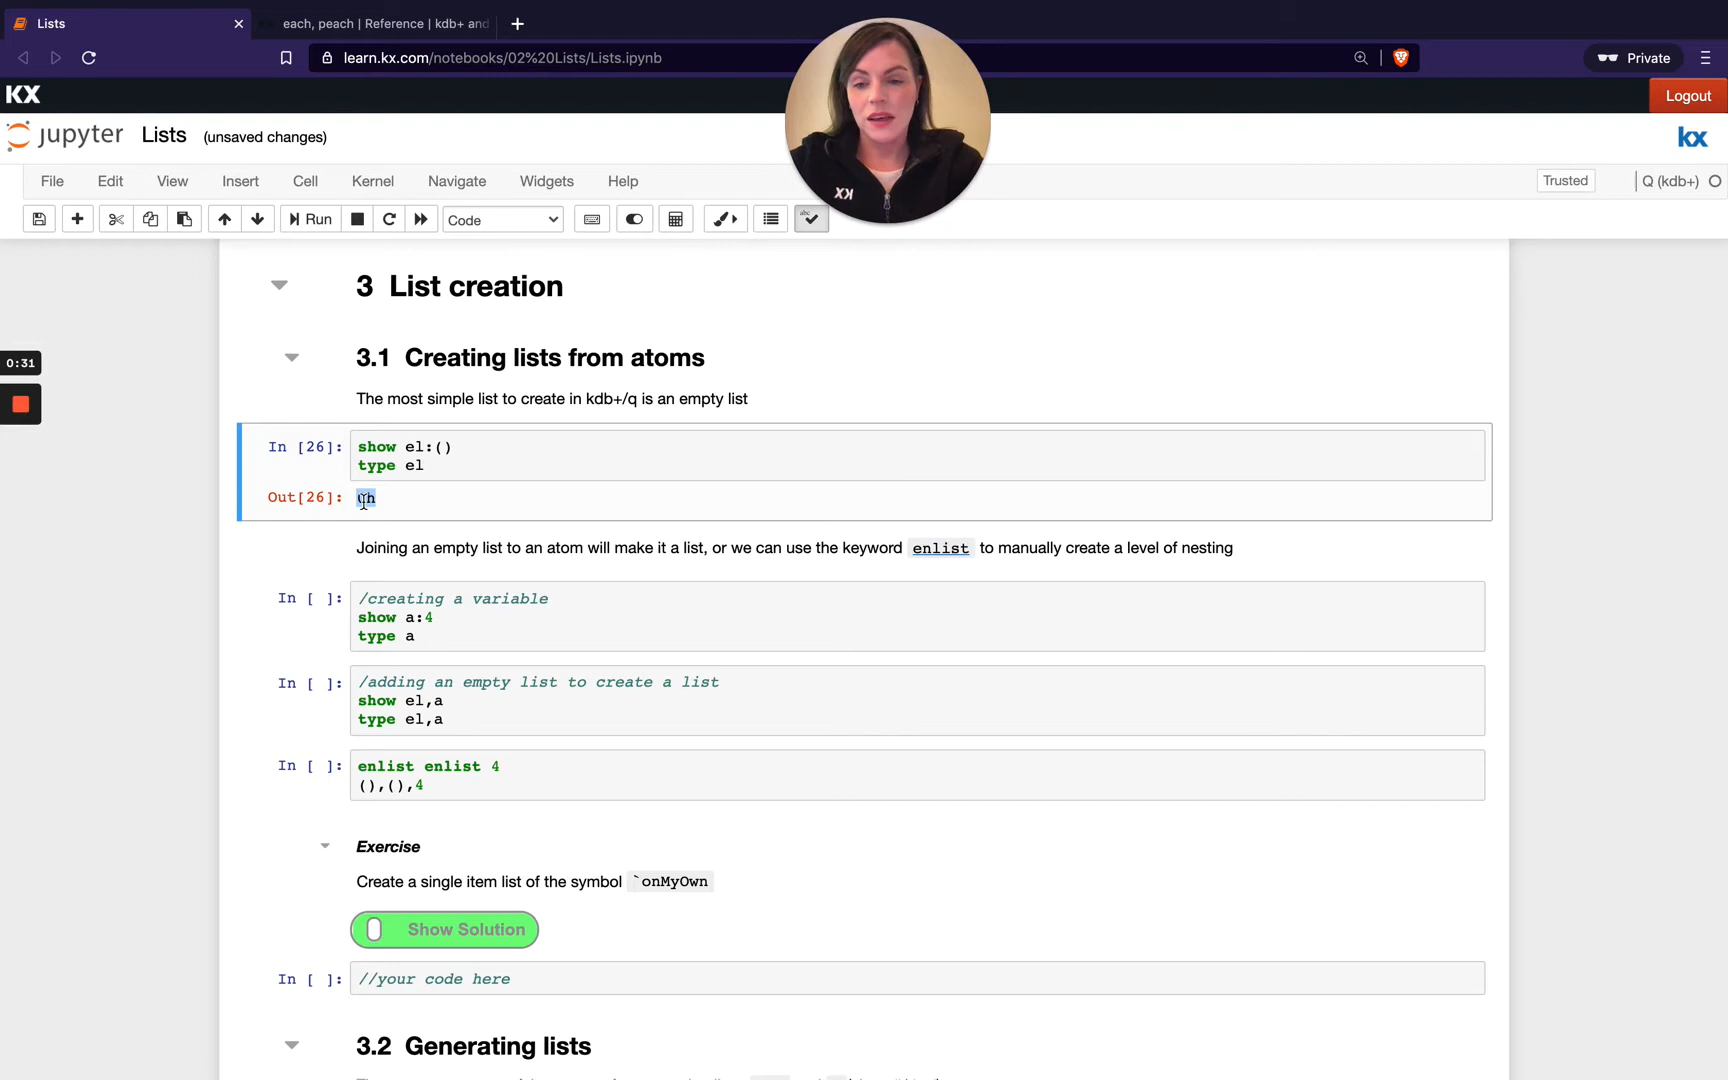 Lists
each, peach | Reference | kdb+ and
learn.kx.com/notebooks/02%20Lists/Lists.ipynb
Private
KX
Logout
jupyter Lists (unsaved changes)
kx
File Edit View Insert Cell Kernel Navigate Widgets Help
Trusted
Q (kdb+)
Run
Code
abc
KX
0:31
3 List creation
3.1 Creating lists from atoms
The most simple list to create in kdb+/q is an empty list
In [26]: show el:()
type el
Out[26]: 0h
Joining an empty list to an atom will make it a list, or we can use the keyword enlist to manually create a level of nesting
In [ ]: /creating a variable
show a:4
type a
In [ ]: /adding an empty list to create a list
show el,a
type el,a
In [ ]: enlist enlist 4
(),(),4
Exercise
Create a single item list of the symbol `onMyOwn
Show Solution
In [ ]: //your code here
3.2 Generating lists